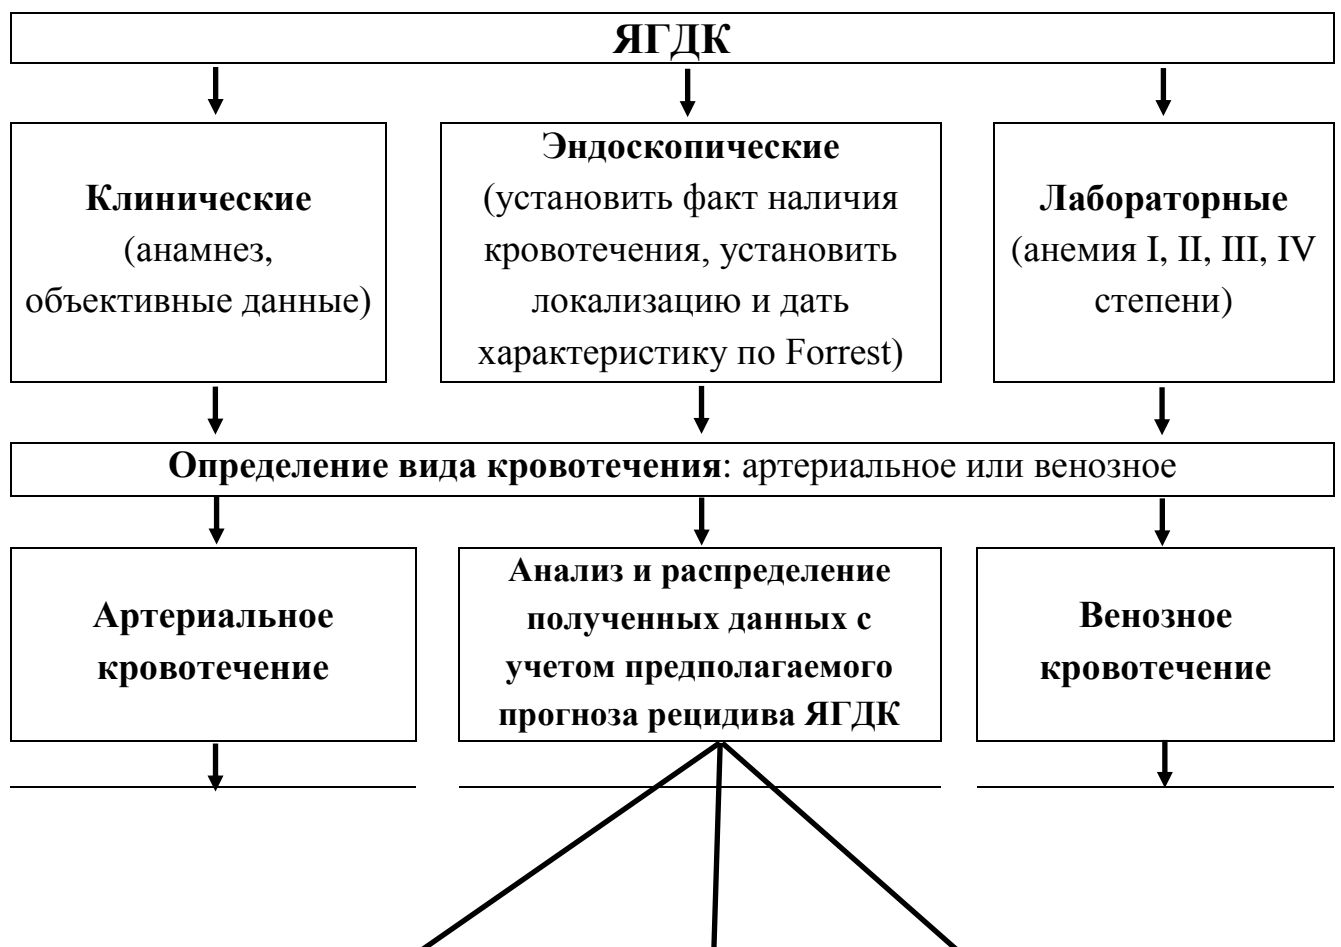 ЯГДК
Клинические
(анамнез,
объективные данные)
Эндоскопические
(установить факт наличия
кровотечения, установить
локализацию и дать
характеристику по Forrest)
Лабораторные
(анемия I, II, III, IV
степени)
Определение вида кровотечения: артериальное или венозное
Артериальное
кровотечение
Анализ и распределение
полученных данных с
учетом предполагаемого
прогноза рецидива ЯГДК
Венозное
кровотечение